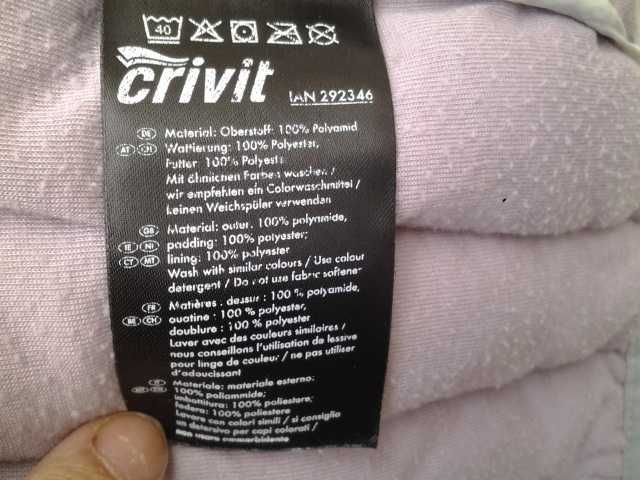 40
crivit
IAN 292346
DE AT CH Material: Oberstoff: 100% Polyamid
Wattierung: 100% Polyester,
Futter: 100% Polyest
Mit ähnlichen Farben waschen /
wir empfehlen ein Colorwaschmittel /
keinen Weichspüler verwenden
GB IE NI CY MT Material: outer: 100% polyamide,
padding: 100% polyester;
lining: 100% polyester
Wash with similar colours / Use colour
detergent / Do not use fabric softener
FR BE CH Matières: dessur: 100 % polyamide,
ouatine: 100 % polyester,
doublure: 100 % polyester
Laver avec des couleurs similaires /
nous conseillons l'utilisation de lessive
pour linge de couleur / ne pas utiliser
d'adoucissant
Materiale: materiale esterno:
100% poliammide;
imbottitura: 100% poliestere;
fodera: 100% poliestere
Lavare con colori simili / si consiglia
un detersivo per capi colorati /
non usare ammorbidente